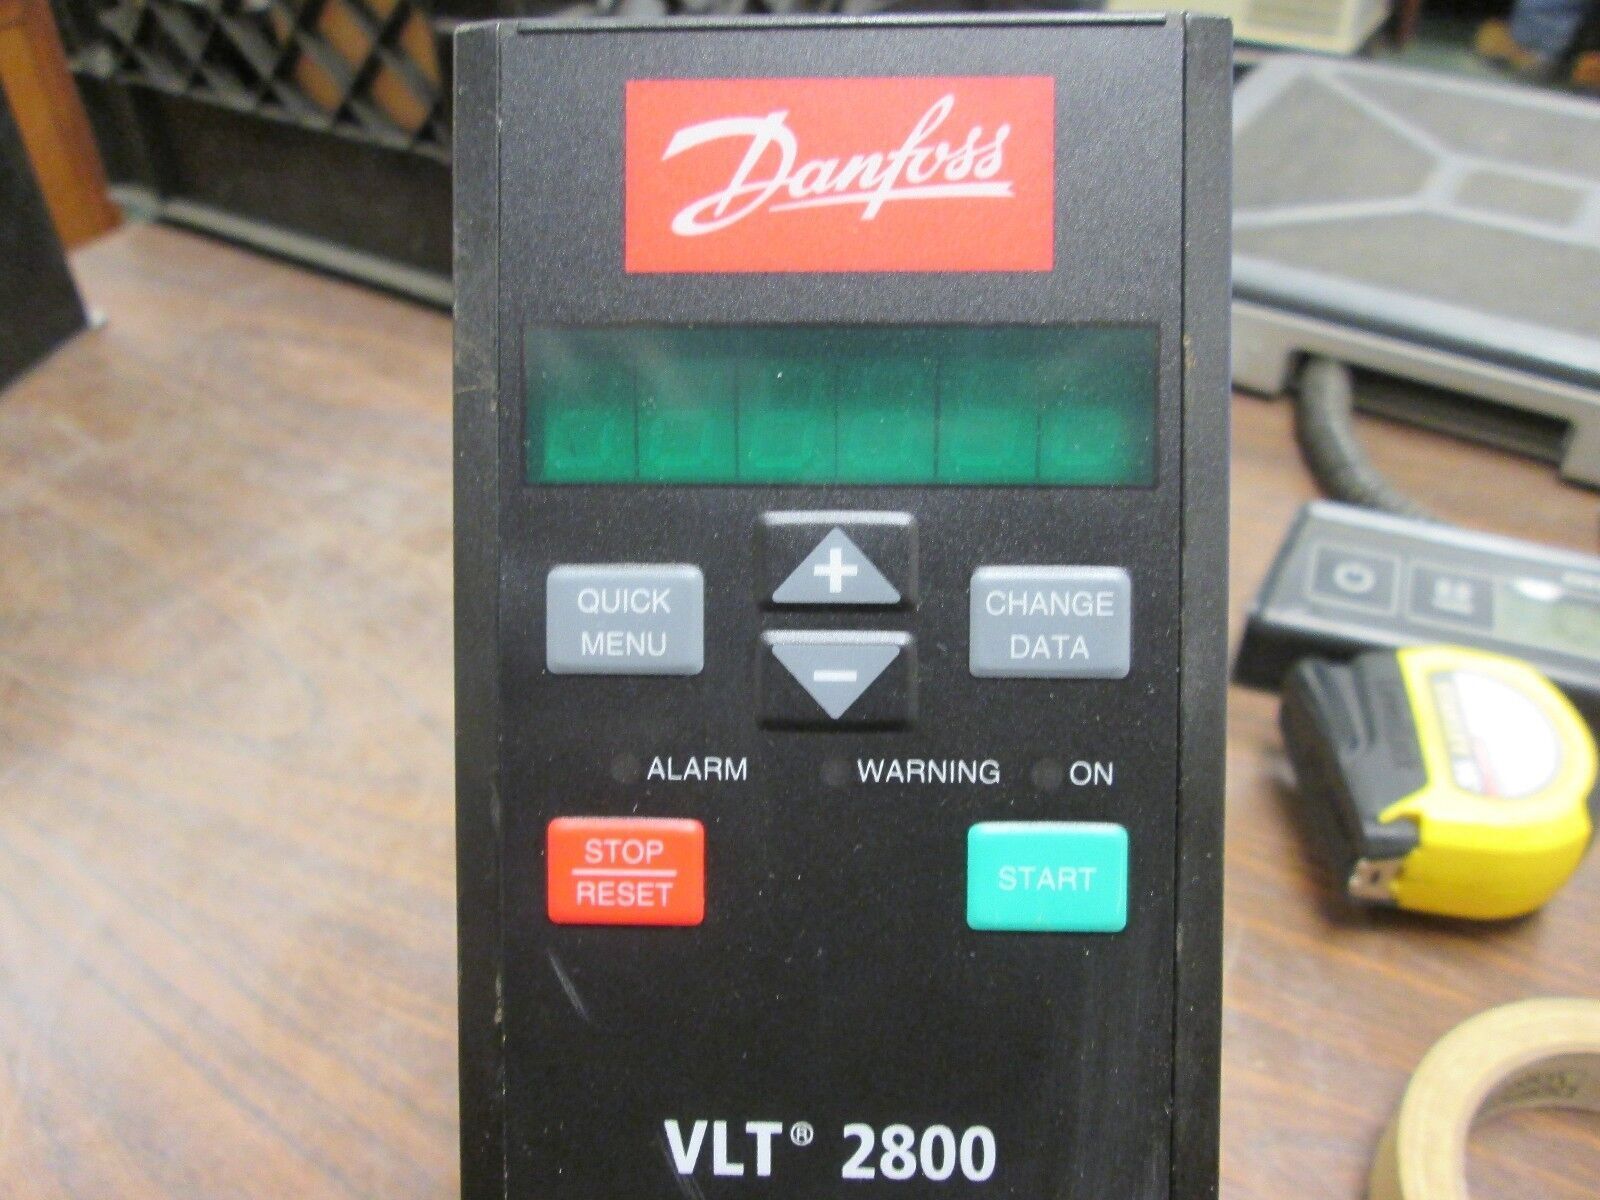 Danfoss
QUICK
MENU
+
-
CHANGE
DATA
ALARM
WARNING
ON
STOP
RESET
START
VLT® 2800